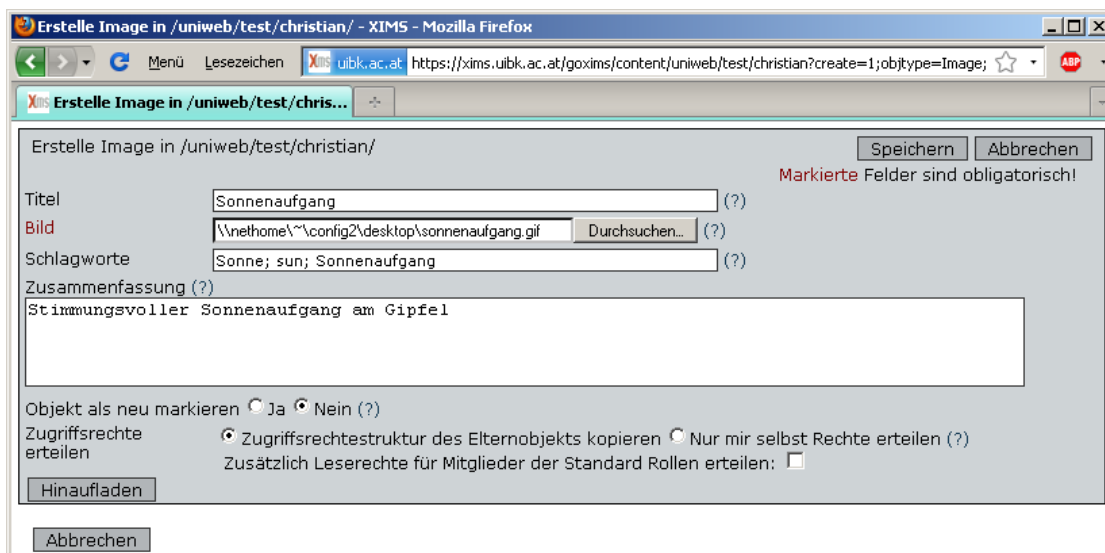 Erstelle Image in /uniweb/test/christian/ - XIMS - Mozilla Firefox
Menü Lesezeichen Xims uibk.ac.at https://xims.uibk.ac.at/goxims/content/uniweb/test/christian?create=1;objtype=Image; ABP
Xims Erstelle Image in /uniweb/test/chris...
Erstelle Image in /uniweb/test/christian/ Speichern Abbrechen
Markierte Felder sind obligatorisch!
Titel Sonnenaufgang (?)
Bild \\nethome\~\config2\desktop\sonnenaufgang.gif Durchsuchen... (?)
Schlagworte Sonne; sun; Sonnenaufgang (?)
Zusammenfassung (?)
Stimmungsvoller Sonnenaufgang am Gipfel
Objekt als neu markieren Ja Nein (?)
Zugriffsrechte
erteilen
Zugriffsrechtestruktur des Elternobjekts kopieren Nur mir selbst Rechte erteilen (?)
Zusätzlich Leserechte für Mitglieder der Standard Rollen erteilen:
Hinaufladen
Abbrechen